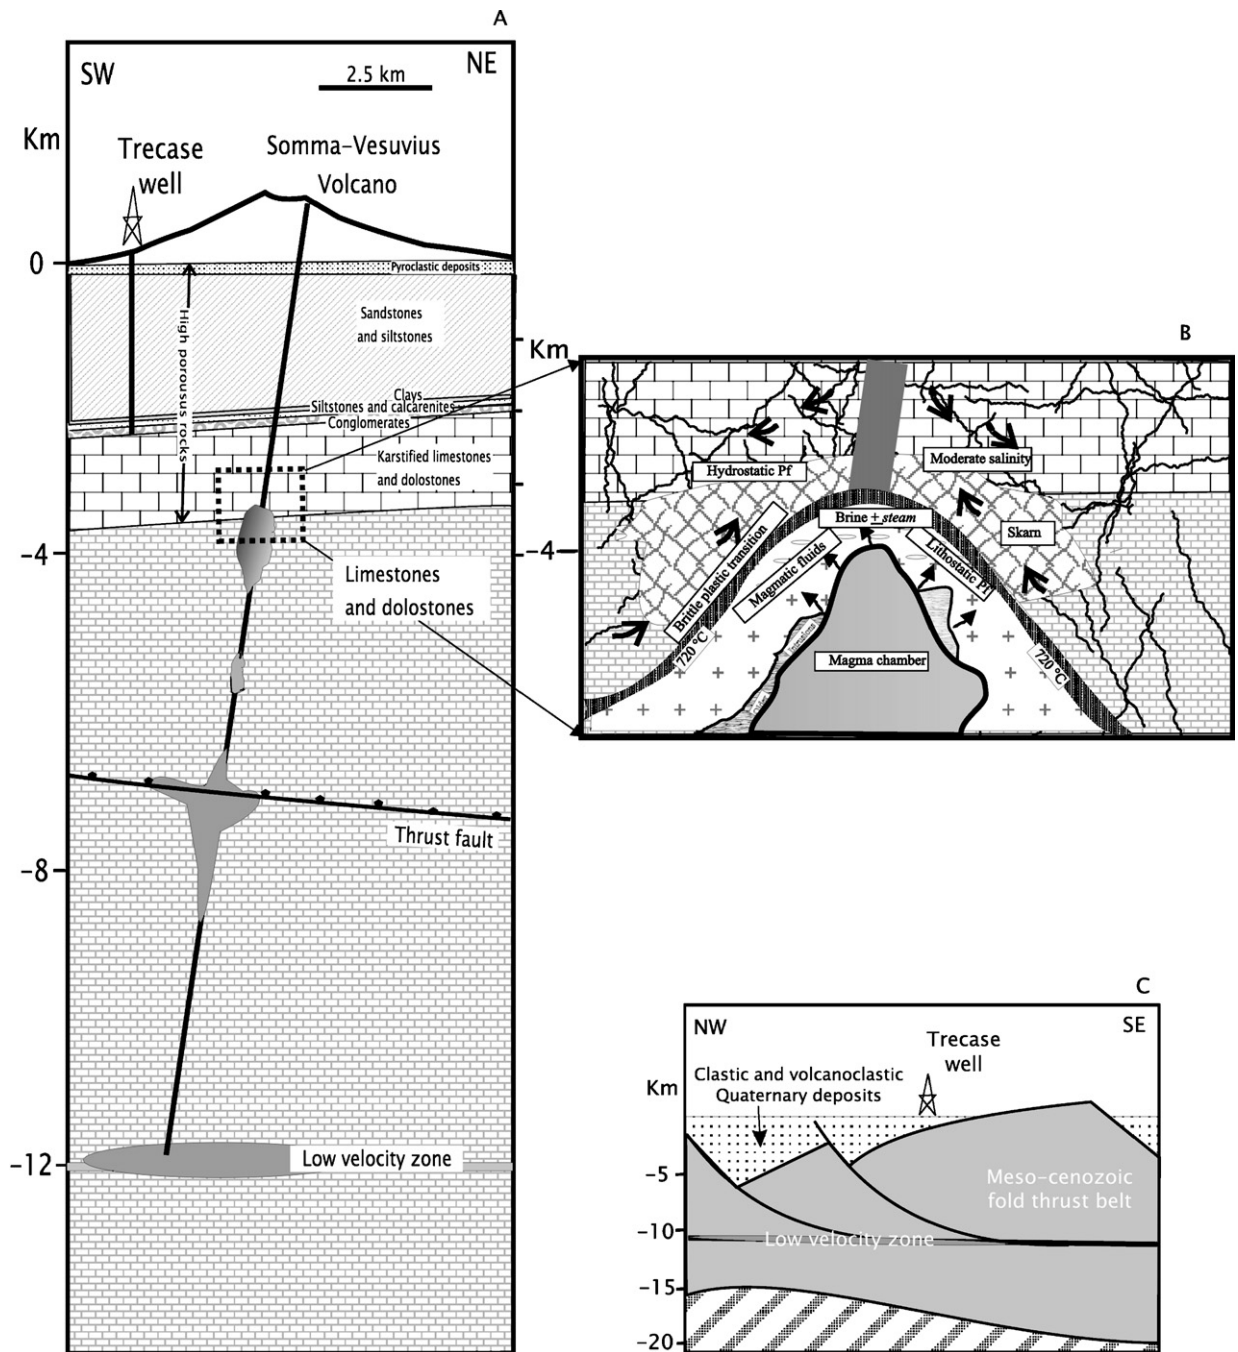 A
SW
NE
2.5 km
Km
Trecase
well
Somma-Vesuvius
Volcano
0
Pyroclastic deposits
High porousus rocks
Sandstones
and siltstones
Clays
Siltstones and calcarenites
Conglomerates
Karstified limestones
and dolostones
-4
Limestones
and dolostones
Thrust fault
-8
Low velocity zone
-12
B
Km
Hydrostatic Pf
Moderate salinity
Brine + steam
Skarn
Brittle plastic transition
Magmatic fluids
Lithostatic Pf
-4
720 °C
Magma chamber
720 °C
C
NW
SE
Trecase
well
Km
Clastic and volcanoclastic
Quaternary deposits
-5
Meso-cenozoic
fold thrust belt
-10
Low velocity zone
-15
-20